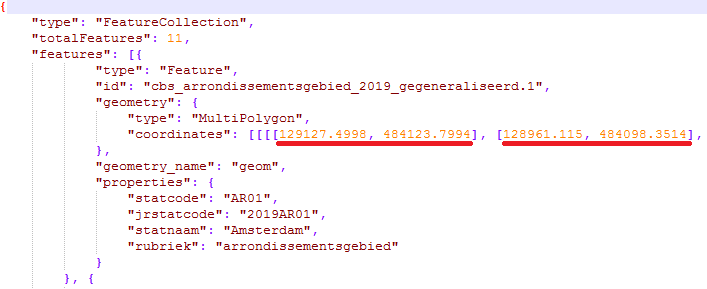 {
"type": "FeatureCollection",
"totalFeatures": 11,
"features": [{
"type": "Feature",
"id": "cbs_arrondissementsgebied_2019_gegeneraliseerd.1",
"geometry": {
"type": "MultiPolygon",
"coordinates": [[[[129127.4998, 484123.7994], [128961.115, 484098.3514],
},
"geometry_name": "geom",
"properties": {
"statcode": "AR01",
"jrstatcode": "2019AR01",
"statnaam": "Amsterdam",
"rubriek": "arrondissementsgebied"
}
}, {